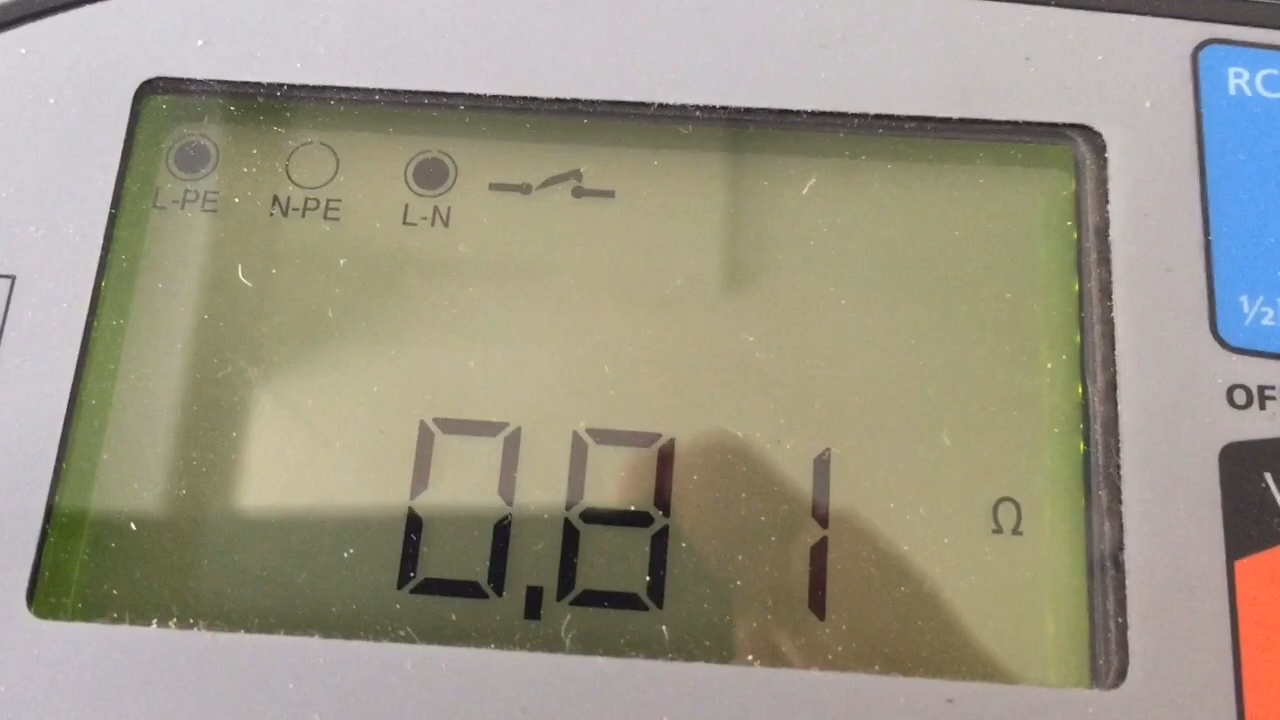 RC
L-PE N-PE L-N
½
OF
0.81 Ω